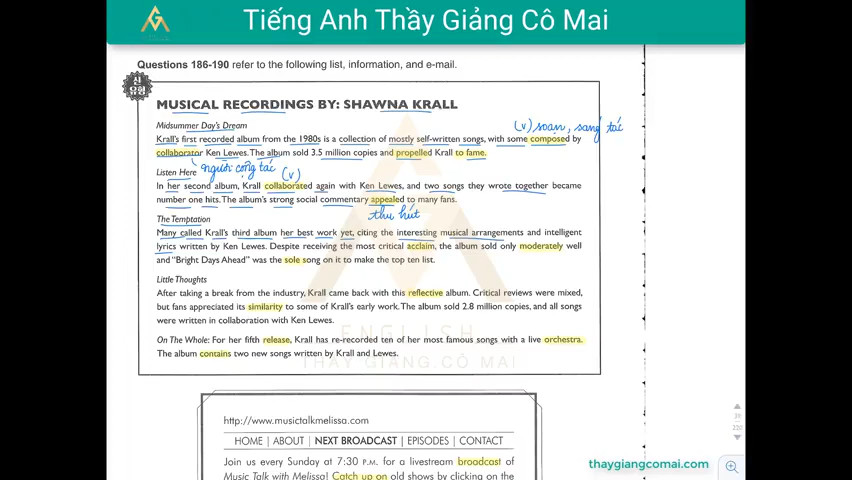 Tiếng Anh Thầy Giảng Cô Mai
Questions 186-190 refer to the following list, information, and e-mail.
MUSICAL RECORDINGS BY: SHAWNA KRALL
(v) soạn, sáng tác
Midsummer Day's Dream
Krall's first recorded album from the 1980s is a collection of mostly self-written songs, with some composed by
collaborator Ken Lewes. The album sold 3.5 million copies and propelled Krall to fame.
người cộng tác
(v)
Listen Here
In her second album, Krall collaborated again with Ken Lewes, and two songs they wrote together became
number one hits. The album's strong social commentary appealed to many fans.
thu hút
The Temptation
Many called Krall's third album her best work yet, citing the interesting musical arrangements and intelligent
lyrics written by Ken Lewes. Despite receiving the most critical acclaim, the album sold only moderately well
and "Bright Days Ahead" was the sole song on it to make the top ten list.
Little Thoughts
After taking a break from the industry, Krall came back with this reflective album. Critical reviews were mixed,
but fans appreciated its similarity to some of Krall's early work. The album sold 2.8 million copies, and all songs
were written in collaboration with Ken Lewes.
On The Whole: For her fifth release, Krall has re-recorded ten of her most famous songs with a live orchestra.
The album contains two new songs written by Krall and Lewes.
ENGLISH
THAY GIANG.CO MAI
http://www.musictalkmelissa.com
HOME | ABOUT | NEXT BROADCAST | EPISODES | CONTACT
Join us every Sunday at 7:30 P.M. for a livestream broadcast of
Music Talk with Melissa! Catch up on old shows by clicking on the
thaygiangcomai.com